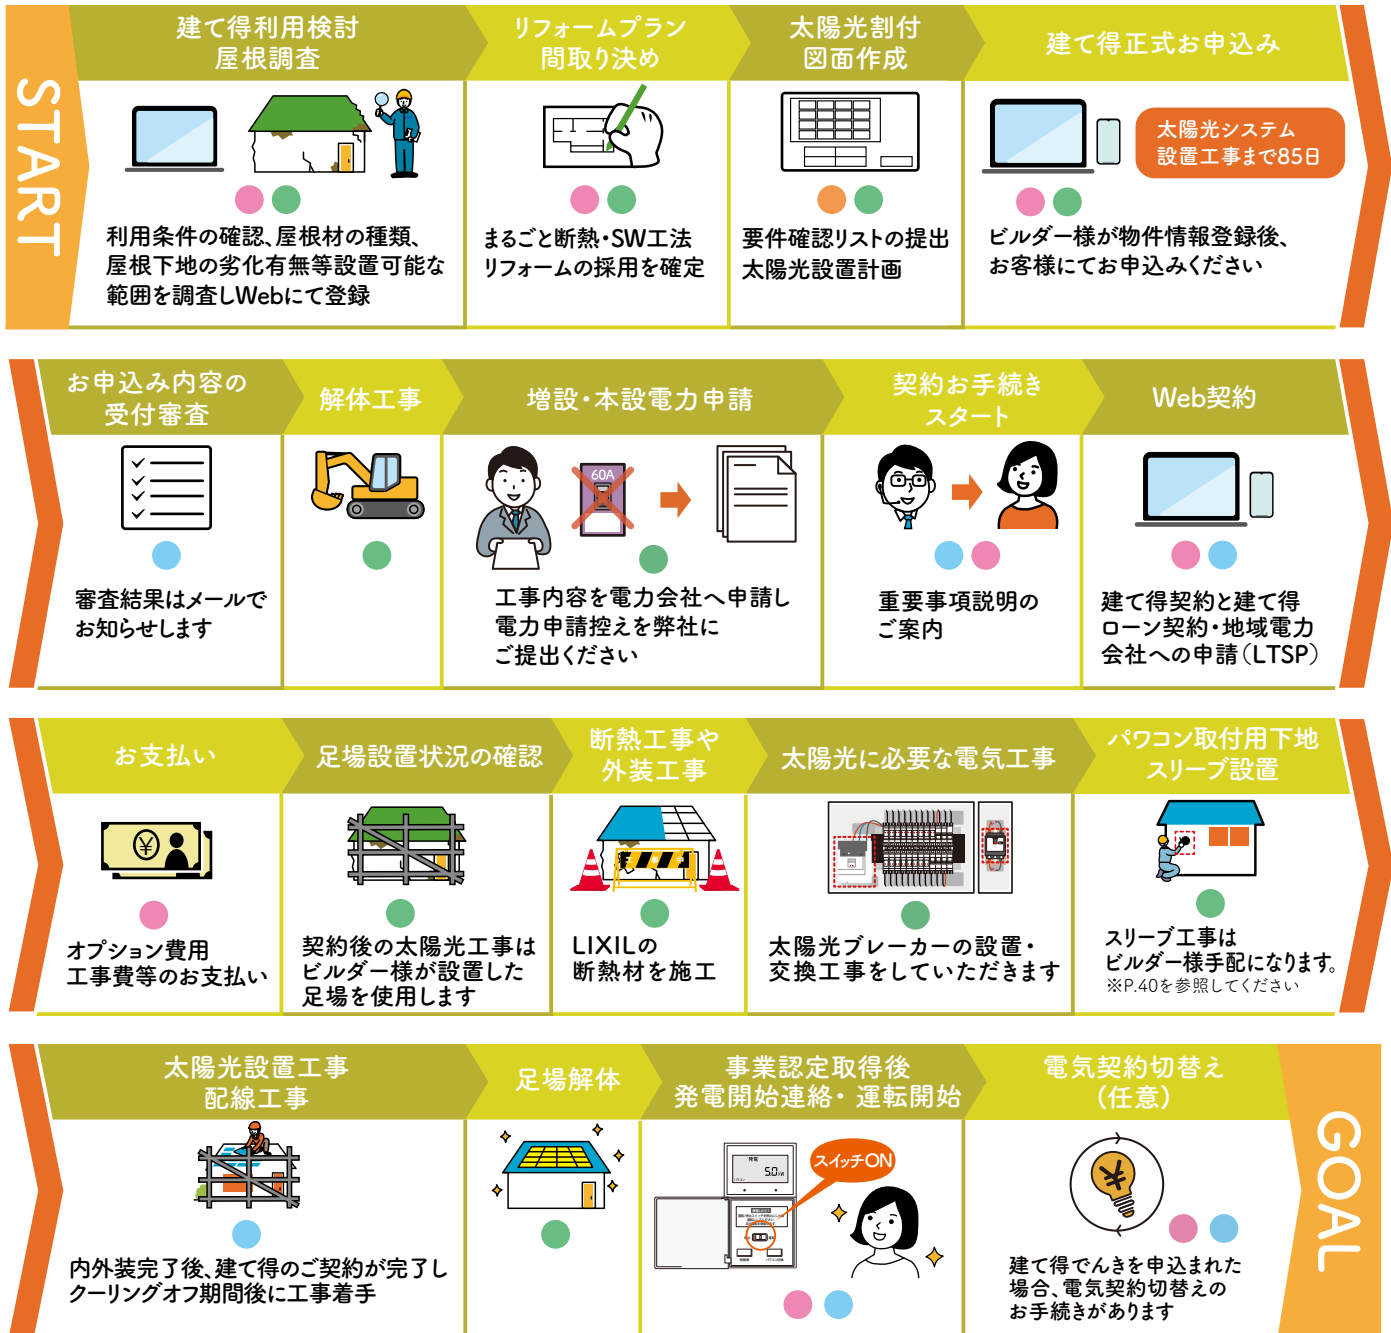 START
建て得利用検討
屋根調査
利用条件の確認、屋根材の種類、
屋根下地の劣化有無等設置可能な
範囲を調査しWebにて登録
リフォームプラン
間取り決め
まるごと断熱・SW工法
リフォームの採用を確定
太陽光割付
図面作成
要件確認リストの提出
太陽光設置計画
建て得正式お申込み
太陽光システム
設置工事まで85日
ビルダー様が物件情報登録後、
お客様にてお申込みください
お申込み内容の
受付審査
審査結果はメールで
お知らせします
解体工事
増設・本設電力申請
60A
工事内容を電力会社へ申請し
電力申請控えを弊社に
ご提出ください
契約お手続き
スタート
重要事項説明の
ご案内
Web契約
建て得契約と建て得
ローン契約・地域電力
会社への申請（LTSP）
お支払い
オプション費用
工事費等のお支払い
足場設置状況の確認
契約後の太陽光工事は
ビルダー様が設置した
足場を使用します
断熱工事や
外装工事
LIXILの
断熱材を施工
太陽光に必要な電気工事
太陽光ブレーカーの設置・
交換工事をしていただきます
パワコン取付用下地
スリーブ設置
スリーブ工事は
ビルダー様手配になります。
※P.40を参照してください
太陽光設置工事
配線工事
内外装完了後、建て得のご契約が完了し
クーリングオフ期間後に工事着手
足場解体
事業認定取得後
発電開始連絡・運転開始
発電
5.0kW
スイッチON
電気契約切替え
（任意）
建て得でんきを申込まれた
場合、電気契約切替えの
お手続きがあります
GOAL